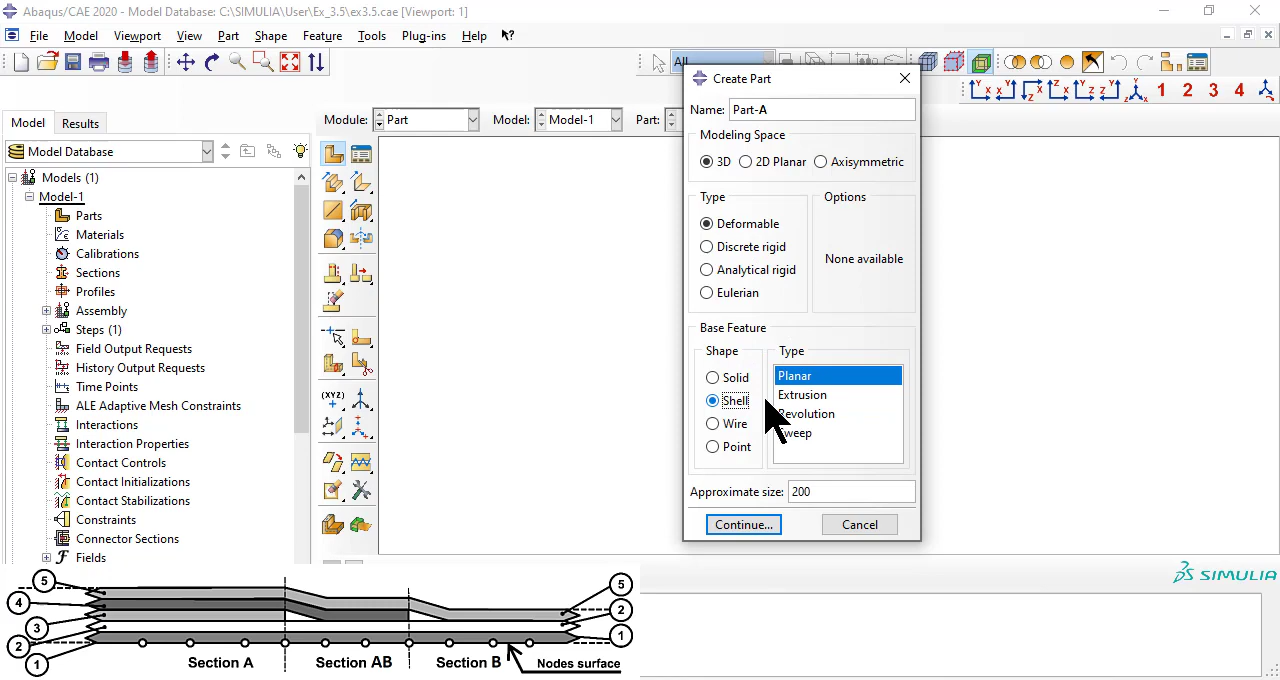 Abaqus/CAE 2020 - Model Database: C:\SIMULIA\User\Ex_3.5\ex3.5.cae [Viewport: 1]
File Model Viewport View Part Shape Feature Tools Plug-ins Help
All
1 2 3 4
Model Results
Module: Part Model: Model-1 Part:
Model Database
Models (1)
Model-1
Parts
Materials
Calibrations
Sections
Profiles
Assembly
Steps (1)
Field Output Requests
History Output Requests
Time Points
ALE Adaptive Mesh Constraints
Interactions
Interaction Properties
Contact Controls
Contact Initializations
Contact Stabilizations
Constraints
Connector Sections
Fields
(XYZ)
Create Part
Name: Part-A
Modeling Space
3D 2D Planar Axisymmetric
Type
Deformable
Discrete rigid
Analytical rigid
Eulerian
Options
None available
Base Feature
Shape
Solid
Shell
Wire
Point
Type
Planar
Extrusion
Revolution
Sweep
Approximate size: 200
Continue... Cancel
SIMULIA
5
4
3
2
1
5
2
1
Section A Section AB Section B Nodes surface